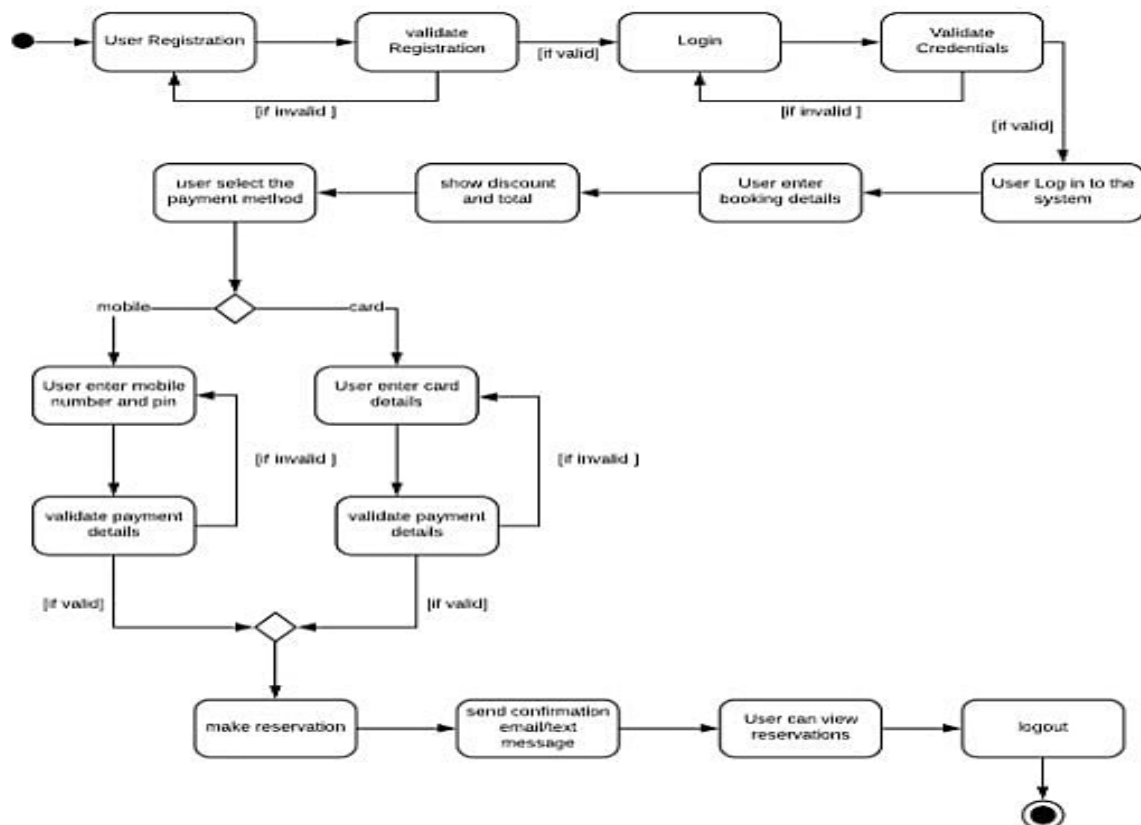 User Registration
validate
Registration
[if valid]
Login
Validate
Credentials
[if invalid ]
[if invalid ]
[if valid]
user select the
payment method
show discount
and total
User enter
booking details
User Log in to the
system
mobile
card
User enter mobile
number and pin
User enter card
details
[if invalid ]
[if invalid ]
validate payment
details
validate payment
details
[if valid]
[if valid]
make reservation
send confirmation
email/text
message
User can view
reservations
logout